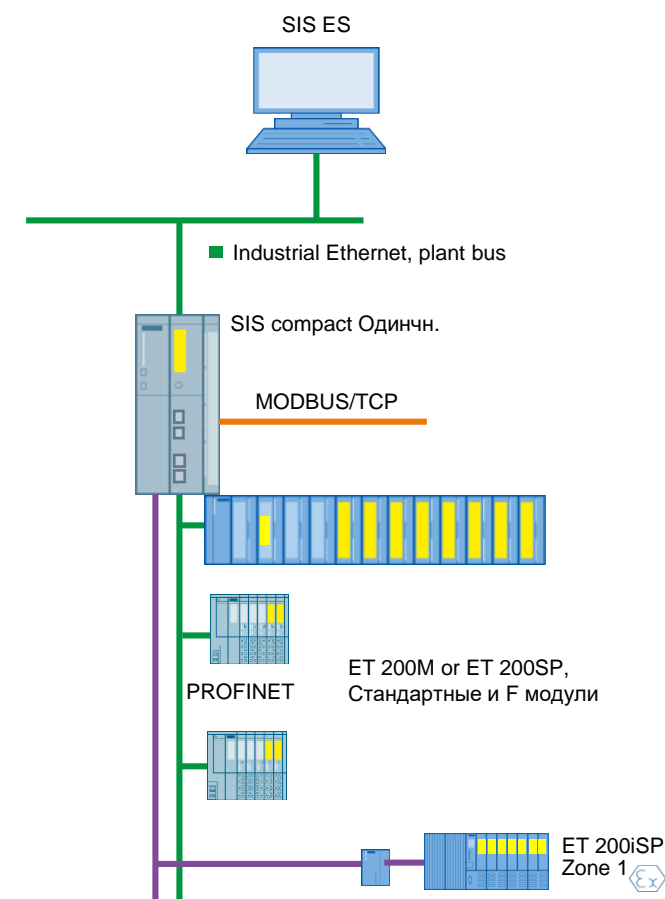 SIS ES
Industrial Ethernet, plant bus
SIS compact Одинчн.
MODBUS/TCP
ET 200M or ET 200SP,
Стандартные и F модули
PROFINET
ET 200iSP
Zone 1
Ex